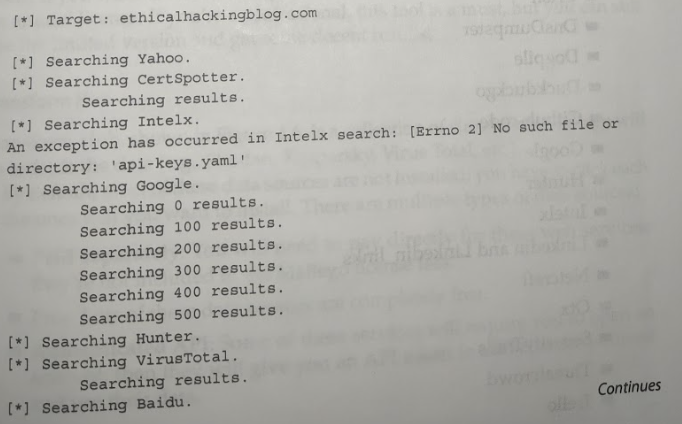 [*] Target: ethicalhackingblog.com
[*] Searching Yahoo.
[*] Searching CertSpotter.
Searching results.
[*] Searching Intelx.
An exception has occurred in Intelx search: [Errno 2] No such file or
directory: 'api-keys.yaml'
[*] Searching Google.
Searching 0 results.
Searching 100 results.
Searching 200 results.
Searching 300 results.
Searching 400 results.
Searching 500 results.
[*] Searching Hunter.
[*] Searching VirusTotal.
Searching results.
[*] Searching Baidu.
Continues